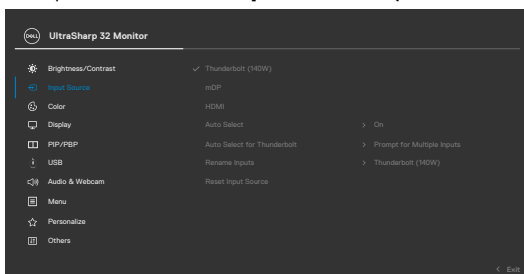 DELL UltraSharp 32 Monitor
Brightness/Contrast ✓ Thunderbolt (140W)
Input Source mDP
Color HDMI
Display Auto Select > On
PIP/PBP Auto Select for Thunderbolt > Prompt for Multiple Inputs
USB Rename Inputs > Thunderbolt (140W)
Audio & Webcam Reset Input Source
Menu
Personalize
Others
< Exit